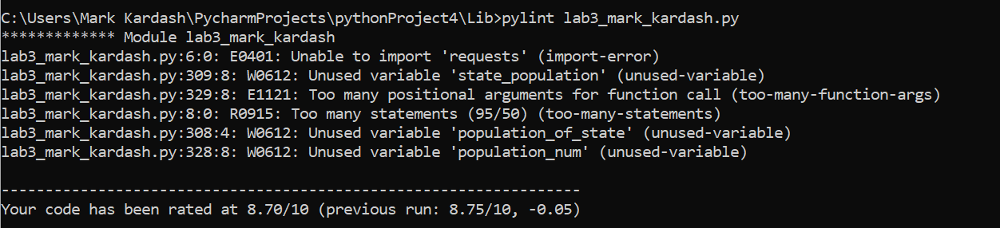 C:\Users\Mark Kardash\PycharmProjects\pythonProject4\Lib>pylint lab3_mark_kardash.py
************* Module lab3_mark_kardash
lab3_mark_kardash.py:6:0: E0401: Unable to import 'requests' (import-error)
lab3_mark_kardash.py:309:8: W0612: Unused variable 'state_population' (unused-variable)
lab3_mark_kardash.py:329:8: E1121: Too many positional arguments for function call (too-many-function-args)
lab3_mark_kardash.py:8:0: R0915: Too many statements (95/50) (too-many-statements)
lab3_mark_kardash.py:308:4: W0612: Unused variable 'population_of_state' (unused-variable)
lab3_mark_kardash.py:328:8: W0612: Unused variable 'population_num' (unused-variable)
------------------------------------------------------------------
Your code has been rated at 8.70/10 (previous run: 8.75/10, -0.05)